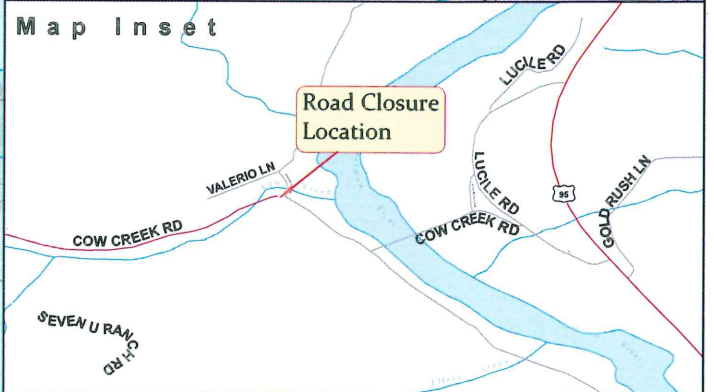 Map Inset
LUCILE RD
Road Closure
Location
VALERIO LN
LUCILE RD
95
GOLD RUSH LN
COW CREEK RD
COW CREEK RD
SEVEN U RANCH RD